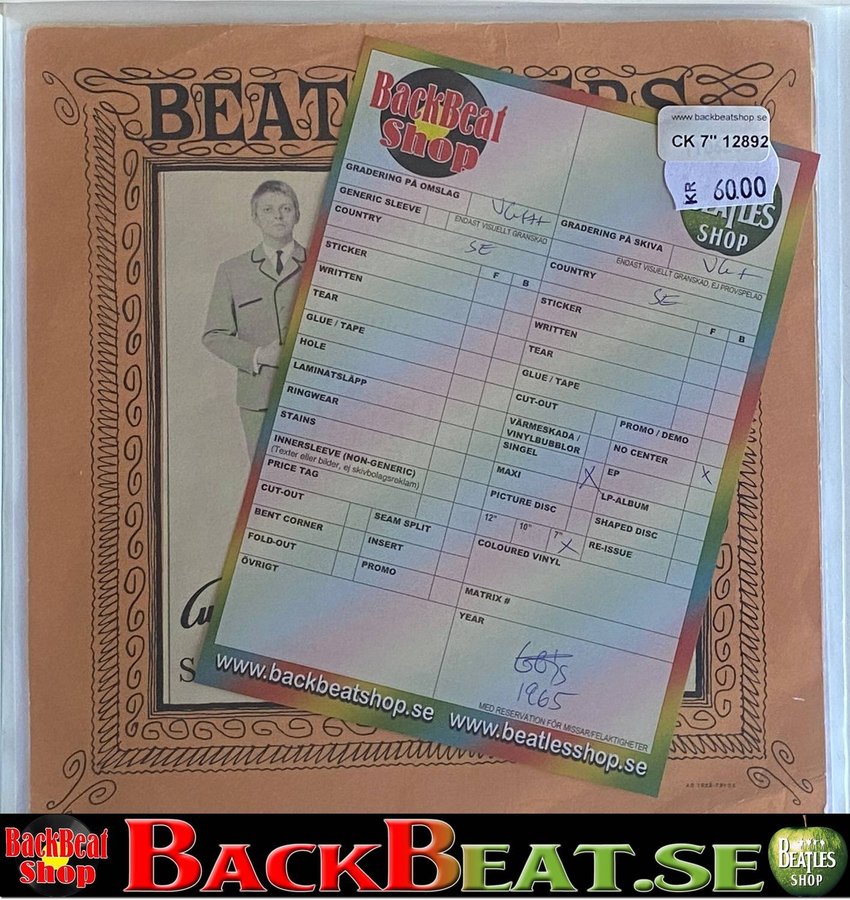 BEAT
RS
BackBeat
Shop
www.backbeatshop.se
CK 7" 12892
KR 60.00
BEATLES
SHOP
GRADERING PÅ OMSLAG
VG++
GENERIC SLEEVE
ENDAST VISUELLT GRANSKAD
COUNTRY
SE
STICKER
F B
WRITTEN
TEAR
GLUE / TAPE
HOLE
LAMINATSLÄPP
RINGWEAR
STAINS
INNERSLEEVE (NON-GENERIC)
(Texter eller bilder, ej skivbolagsreklam)
PRICE TAG
CUT-OUT
SEAM SPLIT
BENT CORNER
INSERT
FOLD-OUT
PROMO
ÖVRIGT
GRADERING PÅ SKIVA
VG+
ENDAST VISUELLT GRANSKAD, EJ PROVSPELAD
COUNTRY
SE
STICKER
F B
WRITTEN
TEAR
GLUE / TAPE
CUT-OUT
PROMO / DEMO
VÄRMESKADA /
VINYLBUBBLOR
NO CENTER
SINGEL
X
EP
X
MAXI
LP-ALBUM
PICTURE DISC
SHAPED DISC
12" 10" 7" X
RE-ISSUE
COLOURED VINYL
MATRIX #
YEAR
1965
MED RESERVATION FÖR MISSAR/FELAKTIGHETER
www.backbeatshop.se www.beatlesshop.se
S
BackBeat
Shop
BACKBEAT.SE
BEATLES
SHOP